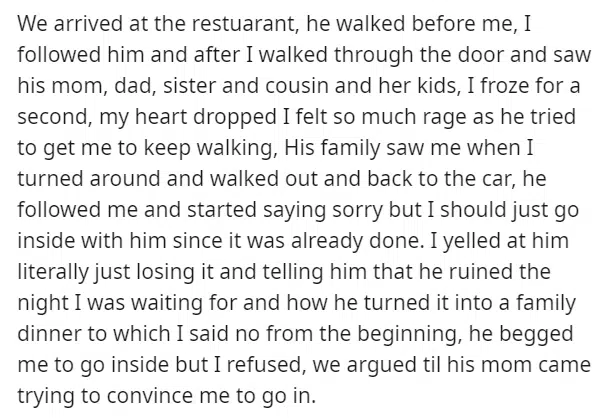 We arrived at the restuarant, he walked before me, I
followed him and after I walked through the door and saw
his mom, dad, sister and cousin and her kids, I froze for a
second, my heart dropped I felt so much rage as he tried
to get me to keep walking, His family saw me when I
turned around and walked out and back to the car, he
followed me and started saying sorry but I should just go
inside with him since it was already done. I yelled at him
literally just losing it and telling him that he ruined the
night I was waiting for and how he turned it into a family
dinner to which I said no from the beginning, he begged
me to go inside but I refused, we argued til his mom came
trying to convince me to go in.